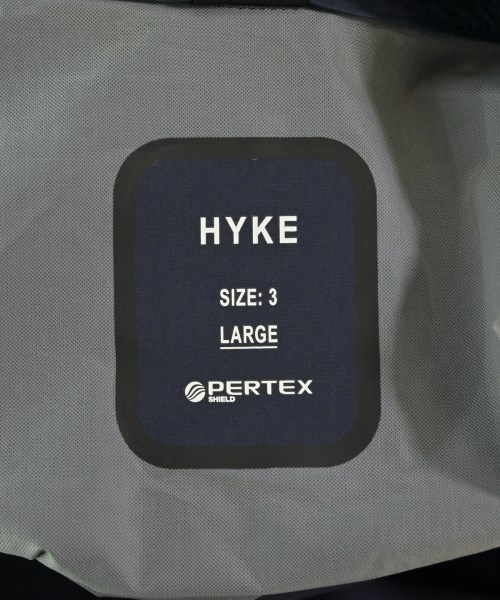 HYKE
SIZE: 3
LARGE
PERTEX
SHIELD